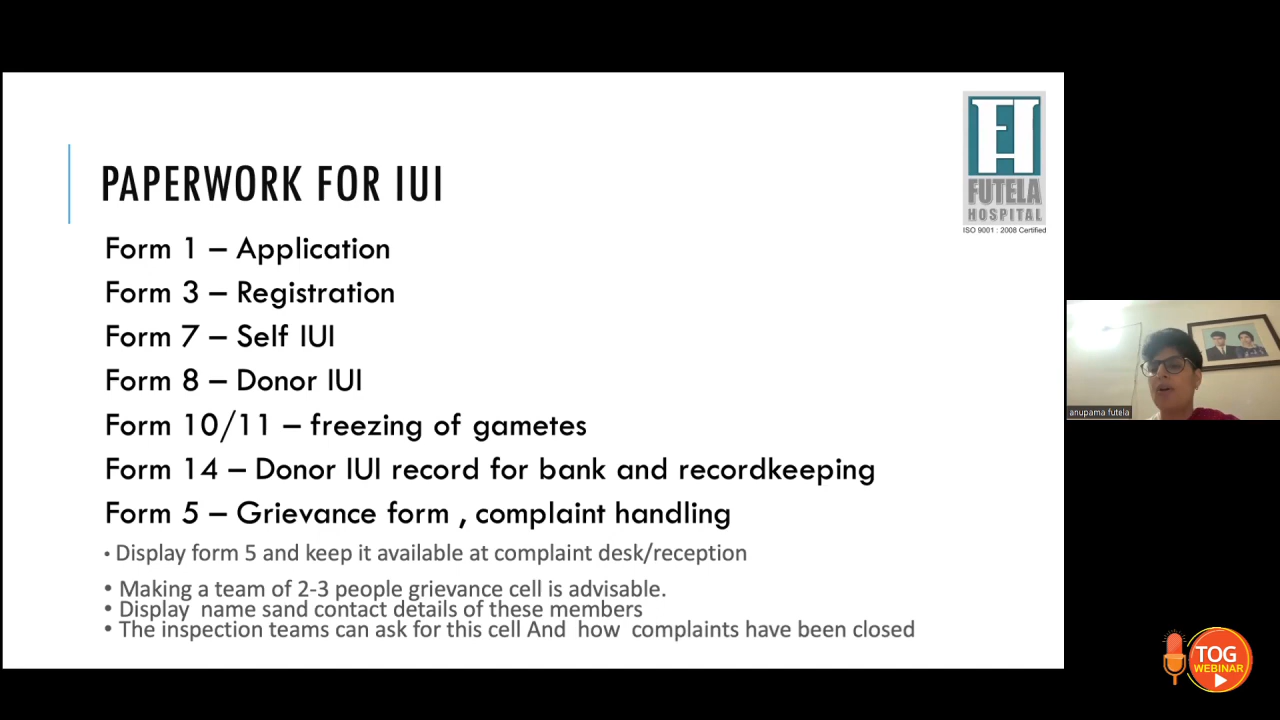 PAPERWORK FOR IUI
Form 1 – Application
Form 3 – Registration
Form 7 – Self IUI
Form 8 – Donor IUI
Form 10/11 – freezing of gametes
Form 14 – Donor IUI record for bank and recordkeeping
Form 5 – Grievance form , complaint handling
• Display form 5 and keep it available at complaint desk/reception
• Making a team of 2-3 people grievance cell is advisable.
• Display name sand contact details of these members
• The inspection teams can ask for this cell And how complaints have been closed
FH
FUTELA
HOSPITAL
ISO 9001 : 2008 Certified
anupama futela
TOG
WEBINAR